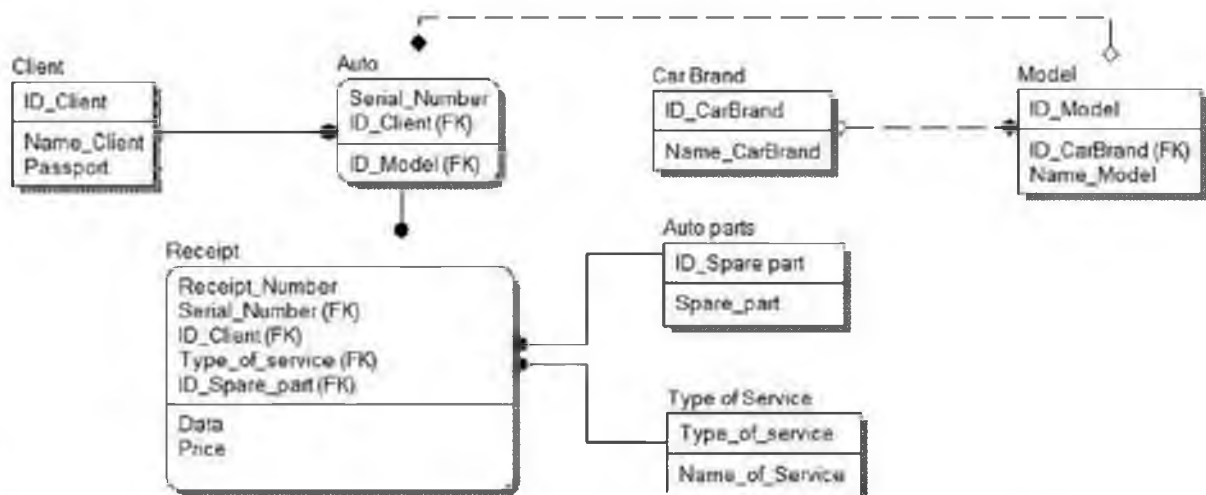 Client
ID_Client
Name_Client
Passport
Auto
Serial_Number
ID_Client (FK)
ID_Model (FK)
Car Brand
ID_CarBrand
Name_CarBrand
Model
ID_Model
ID_CarBrand (FK)
Name_Model
Receipt
Receipt_Number
Serial_Number (FK)
ID_Client (FK)
Type_of_service (FK)
ID_Spare_part (FK)
Data
Price
Auto parts
ID_Spare part
Spare_part
Type of Service
Type_of_service
Name_of_Service